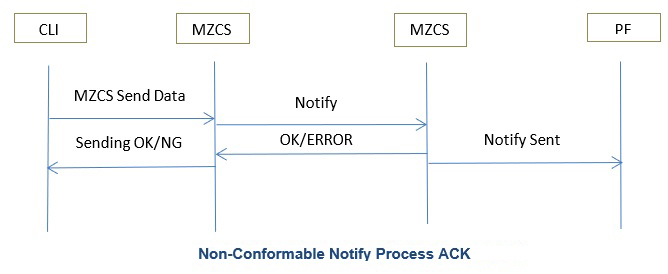 CLI
MZCS
MZCS
PF
MZCS Send Data
Notify
Sending OK/NG
OK/ERROR
Notify Sent
Non-Conformable Notify Process ACK